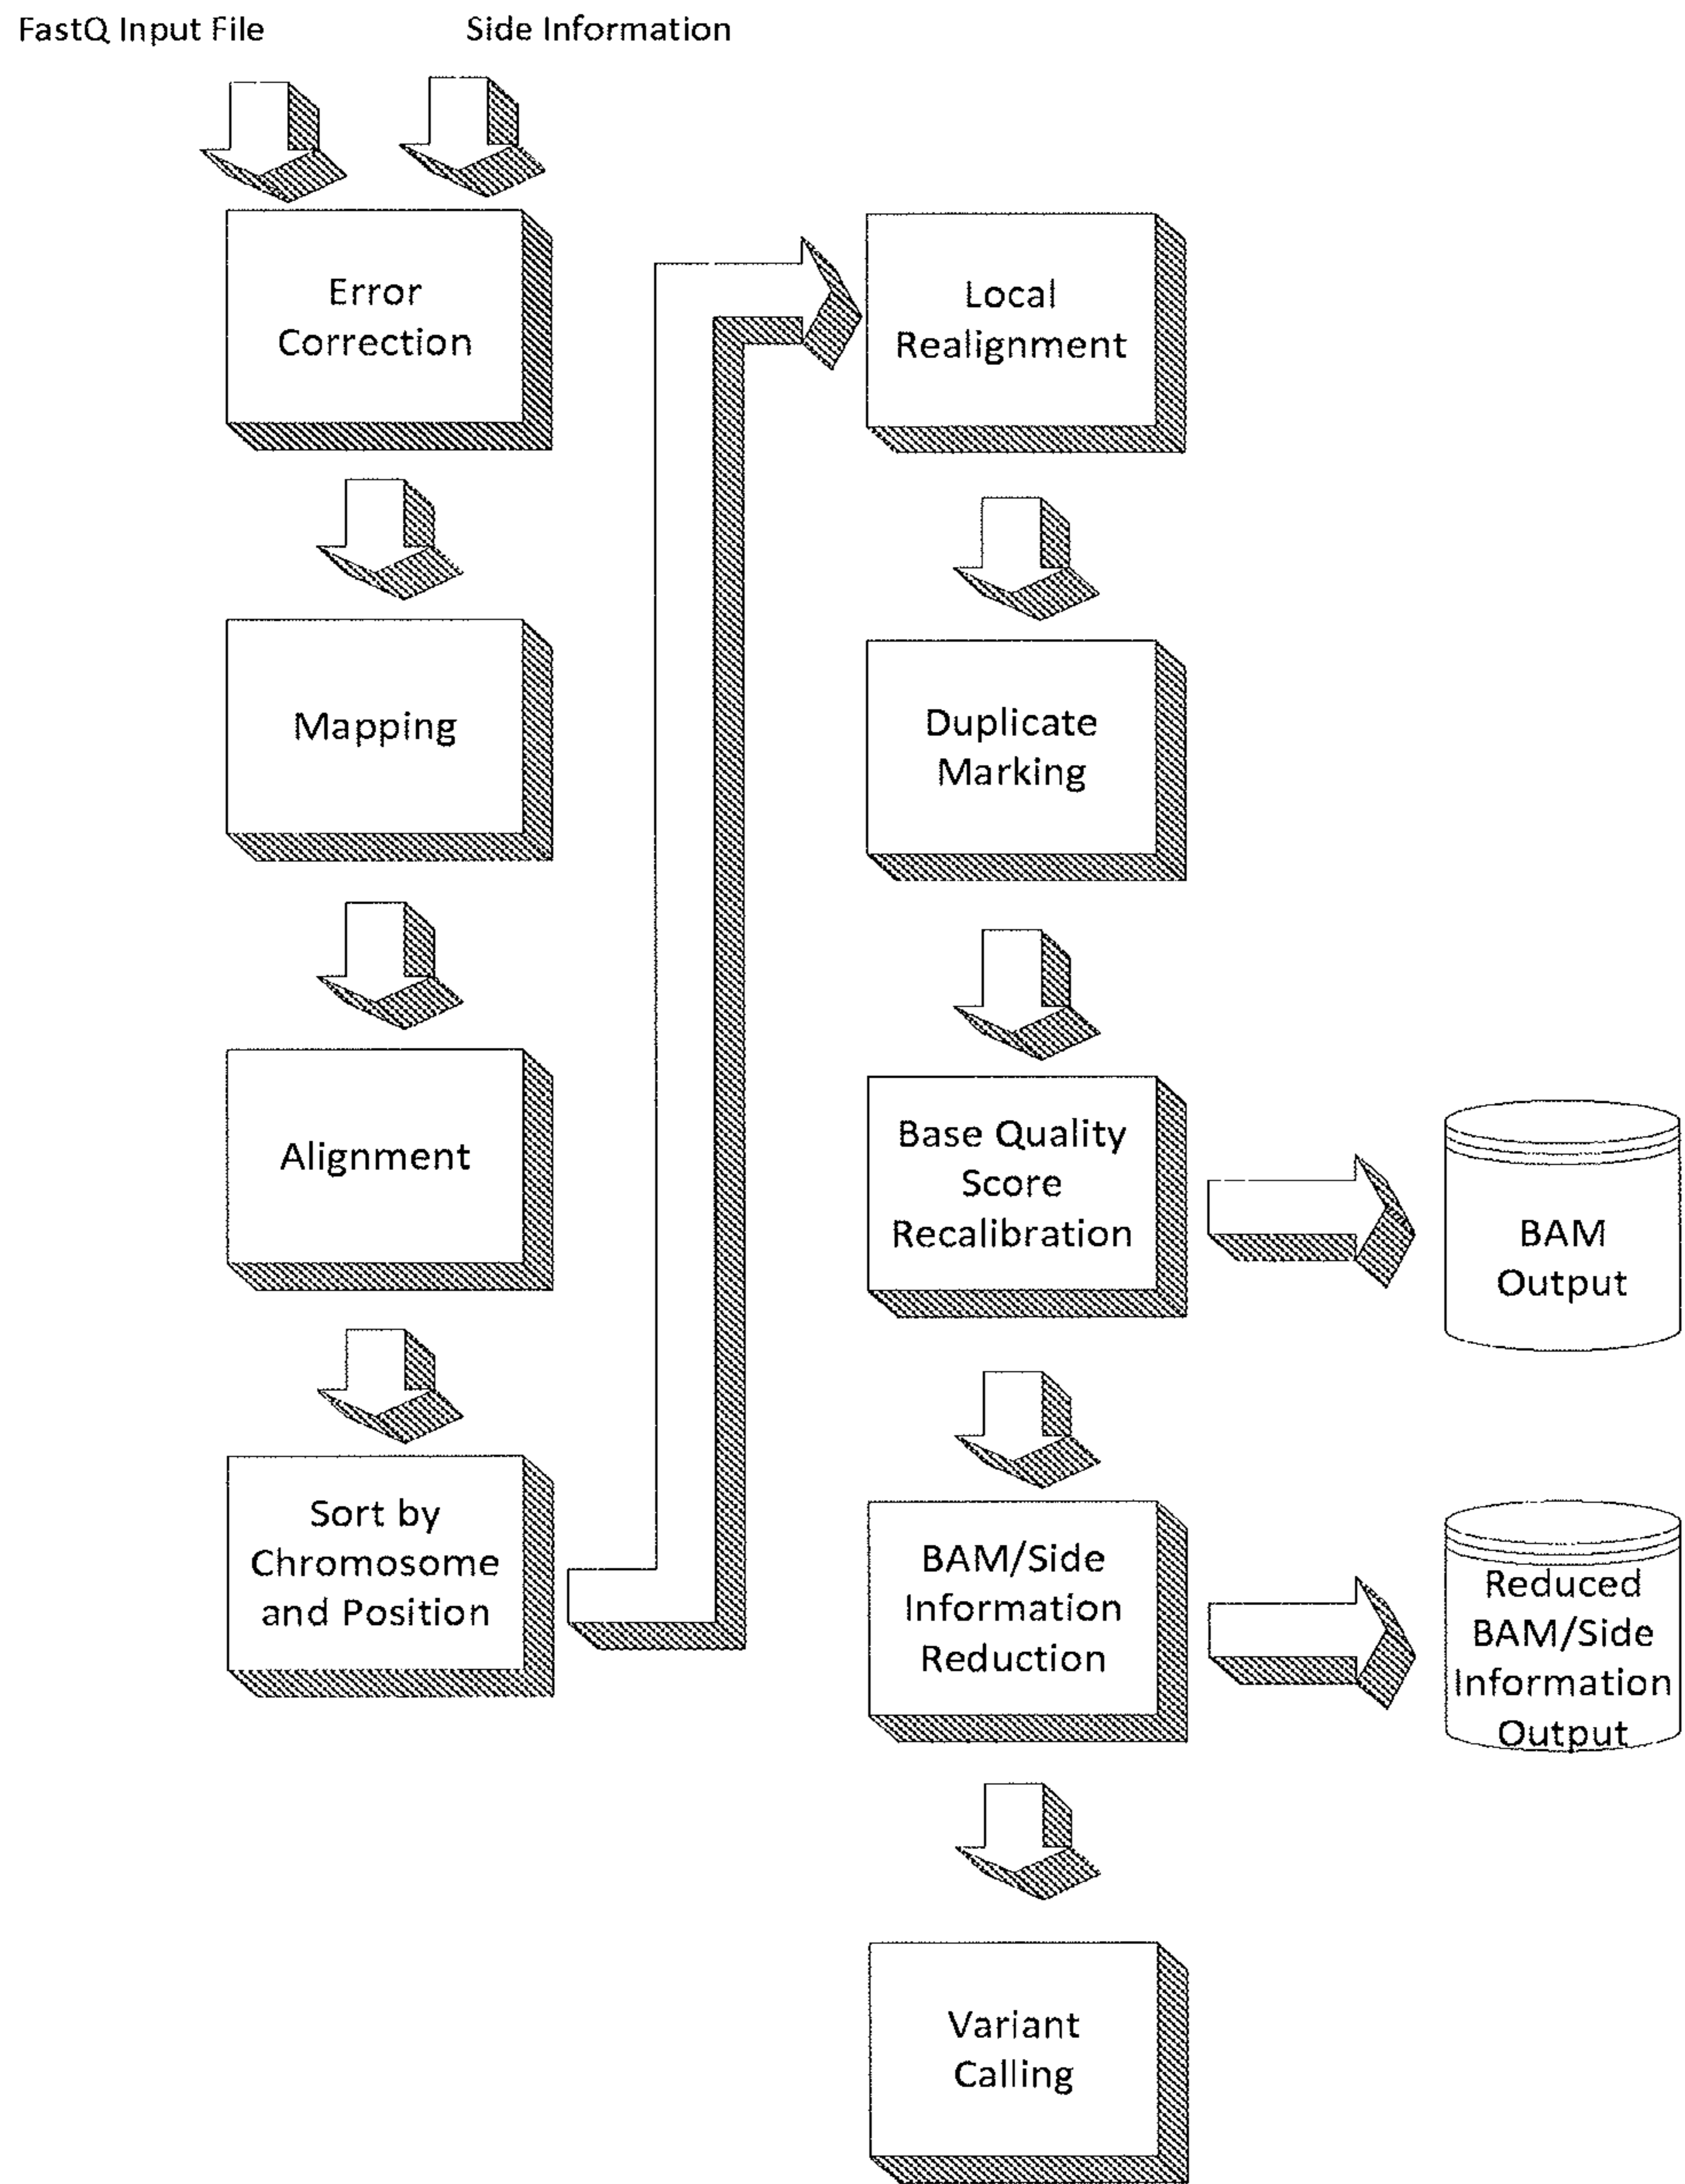 FastQ Input File
Side Information
Error
Correction
Mapping
Alignment
Sort by
Chromosome
and Position
Local
Realignment
Duplicate
Marking
Base Quality
Score
Recalibration
BAM
Output
BAM/Side
Information
Reduction
Reduced
BAM/Side
Information
Output
Variant
Calling